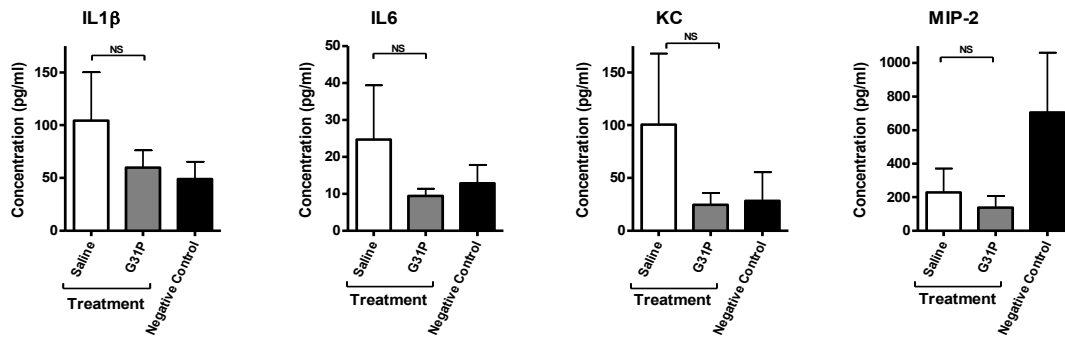 IL1β
NS
Concentration (pg/ml)
150
100
50
0
Saline
G31P
Negative Control
Treatment
IL6
NS
Concentration (pg/ml)
50
40
30
20
10
0
Saline
G31P
Negative Control
Treatment
KC
NS
Concentration (pg/ml)
150
100
50
0
Saline
G31P
Negative Control
Treatment
MIP-2
NS
Concentration (pg/ml)
1000
800
600
400
200
0
Saline
G31P
Negative Control
Treatment